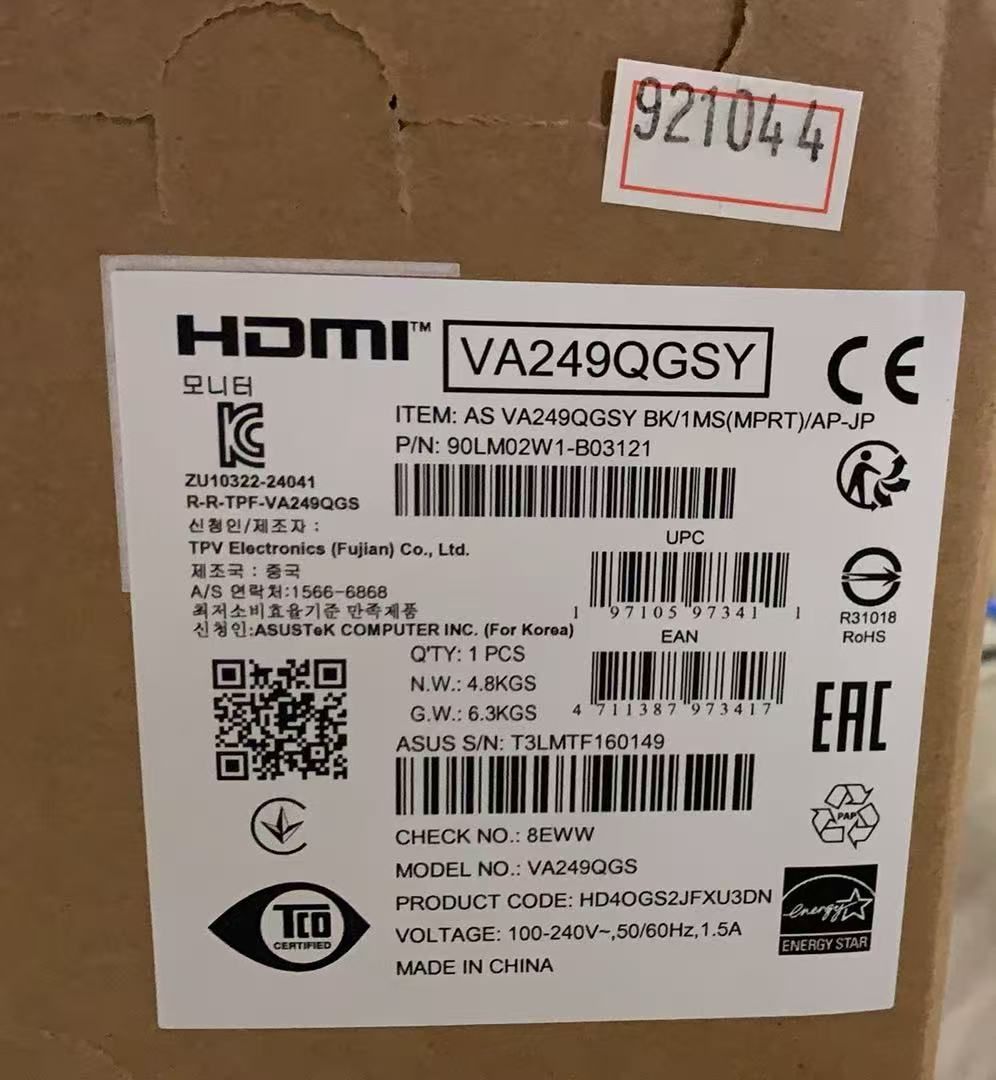 921044
HDMI™
VA249QGSY
CE
모니터
ITEM: AS VA249QGSY BK/1MS(MPRT)/AP-JP
P/N: 90LM02W1-B03121
ZU10322-24041
R-R-TPF-VA249QGS
신청인/제조자 :
TPV Electronics (Fujian) Co., Ltd.
제조국 : 중국
A/S 연락처:1566-6868
최저소비효율기준 만족제품
신청인:ASUSTeK COMPUTER INC. (For Korea)
UPC
1 97105 97341 1
EAN
4 711387 973417
R31018
RoHS
Q'TY: 1 PCS
N.W.: 4.8KGS
G.W.: 6.3KGS
ASUS S/N: T3LMTF160149
EAC
PAP
CHECK NO.: 8EWW
MODEL NO.: VA249QGS
PRODUCT CODE: HD4OGS2JFXU3DN
VOLTAGE: 100-240V~,50/60Hz,1.5A
MADE IN CHINA
TCO
CERTIFIED
energy
ENERGY STAR